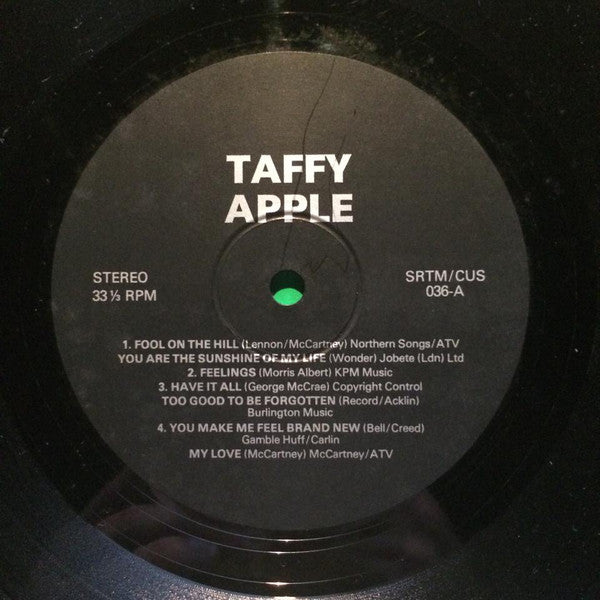 TAFFY
APPLE
STEREO
33 ⅓ RPM
SRTM/CUS
036-A
1. FOOL ON THE HILL (Lennon/McCartney) Northern Songs/ATV
YOU ARE THE SUNSHINE OF MY LIFE (Wonder) Jobete (Ldn) Ltd
2. FEELINGS (Morris Albert) KPM Music
3. HAVE IT ALL (George McCrae) Copyright Control
TOO GOOD TO BE FORGOTTEN (Record/Acklin)
Burlington Music
4. YOU MAKE ME FEEL BRAND NEW (Bell/Creed)
Gamble Huff/Carlin
MY LOVE (McCartney) McCartney/ATV